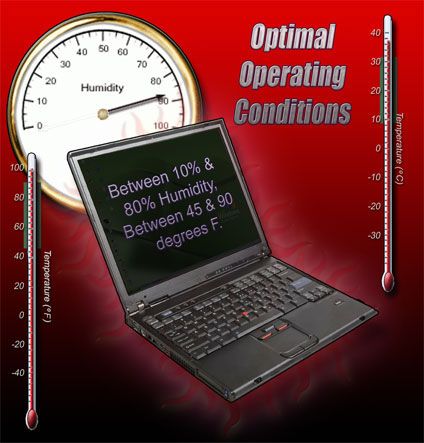 Optimal
Operating
Conditions
0
10
20
30
40
50
60
70
80
90
100
Humidity
40
30
20
10
0
-10
-20
-30
Temperature (°C)
Between 10% &
80% Humidity,
Between 45 & 90
degrees F.
100
80
60
40
20
0
-20
-40
Temperature (°F)